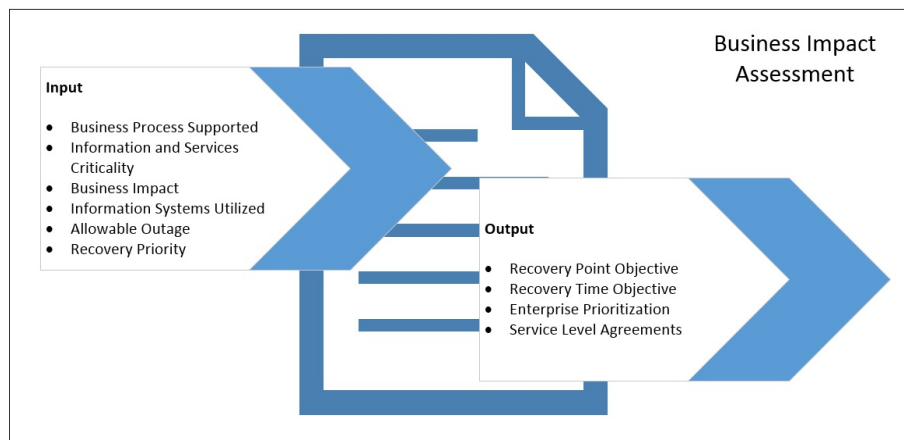 Business Impact
Assessment
Input
● Business Process Supported
● Information and Services
Criticality
● Business Impact
● Information Systems Utilized
● Allowable Outage
● Recovery Priority
Output
● Recovery Point Objective
● Recovery Time Objective
● Enterprise Prioritization
● Service Level Agreements